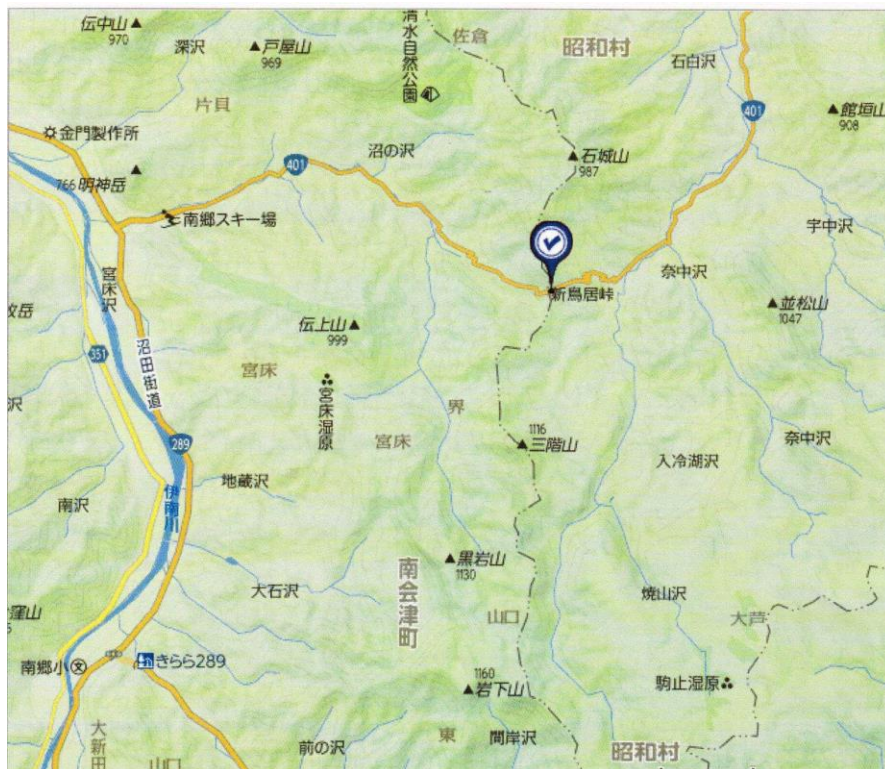 伝中山
970
深沢
戸屋山
969
清水自然公園
佐倉
昭和村
石白沢
401
館垣山
908
片貝
金門製作所
沼の沢
401
石城山
987
766 明神岳
南郷スキー場
宇中沢
宮床沢
奈中沢
新鳥居峠
並松山
1047
伝上山
999
351
沼田街道
宮床
宮床湿原
界
宮床
1116
三階山
289
奈中沢
入冷湖沢
地蔵沢
伊南川
南沢
黒岩山
1130
南会津町
大石沢
焼山沢
窪山
山口
大芦
南郷小
文
きらら289
1160
岩下山
駒止湿原
大新田
前の沢
東
間岸沢
山口
昭和村